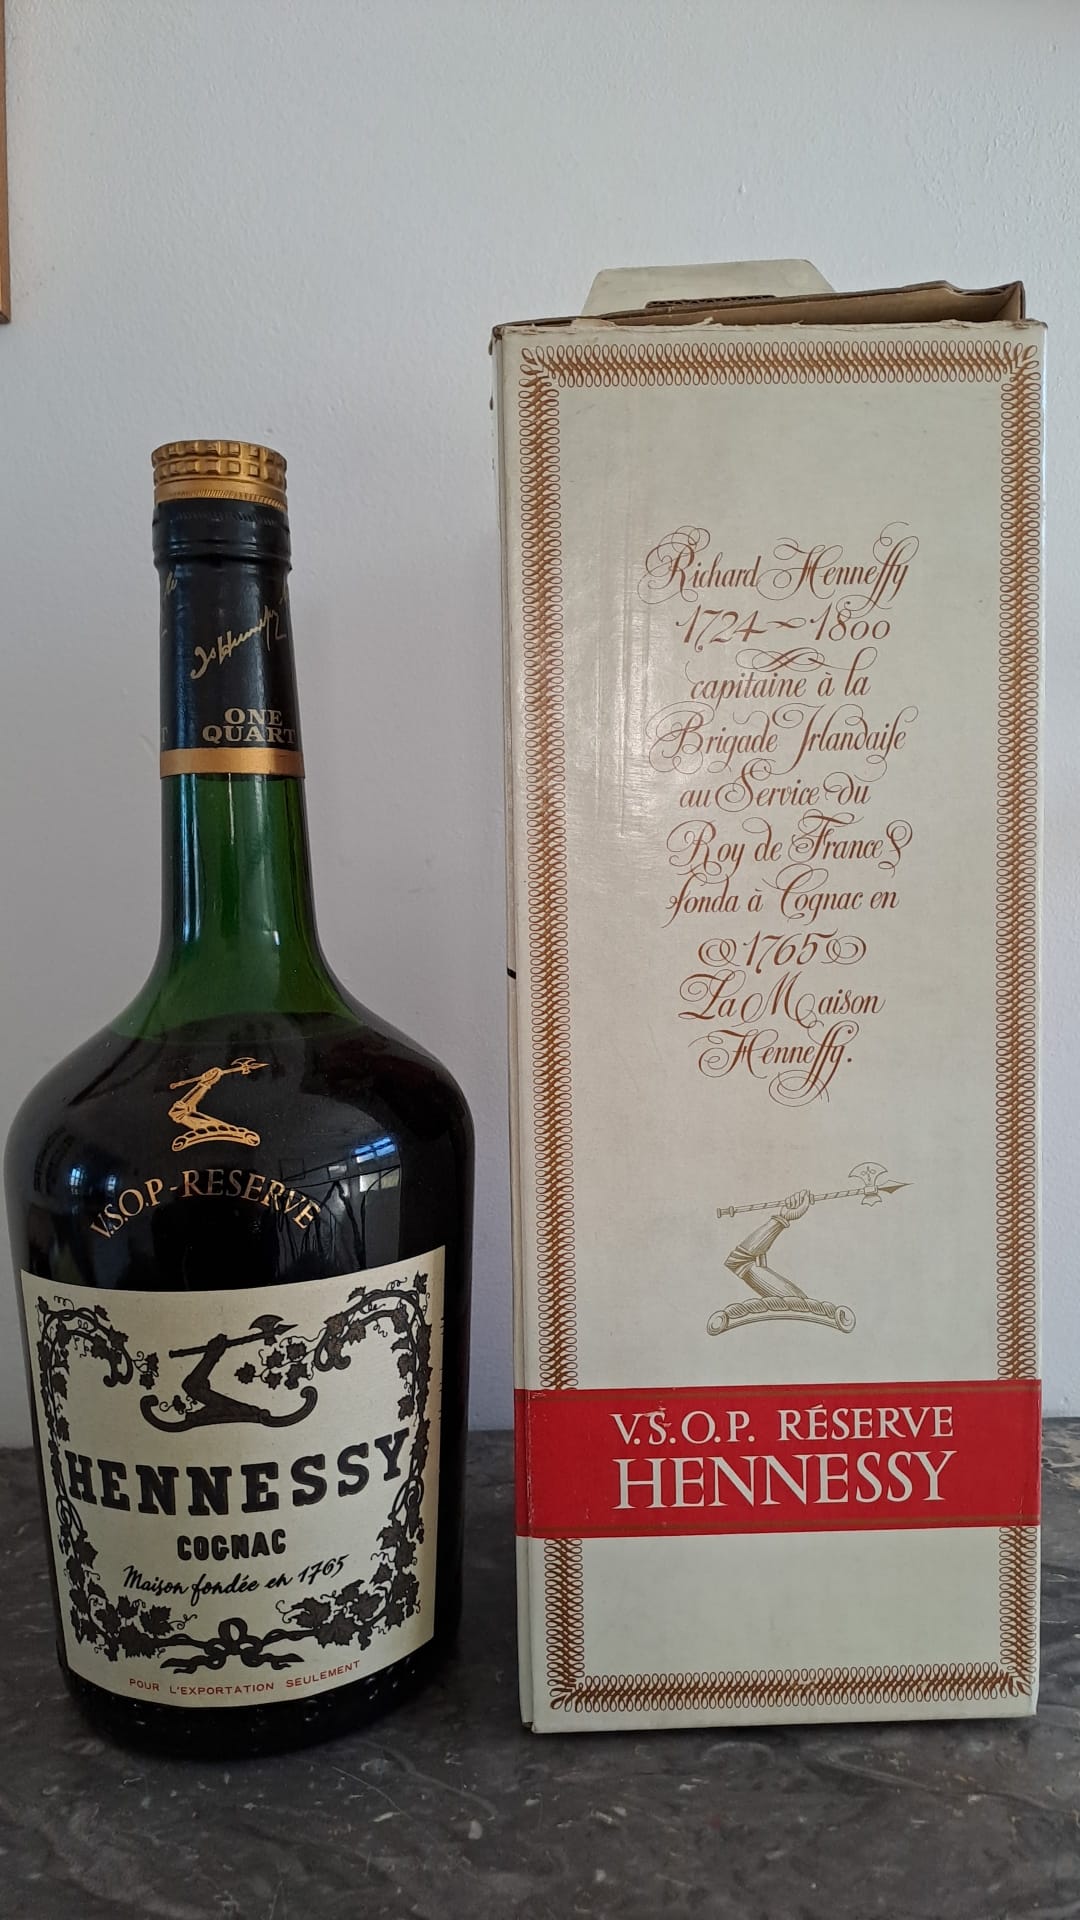 ONE
QUART
V.S.O.P-RESERVE
HENNESSY
COGNAC
Maison fondée en 1765
POUR L'EXPORTATION SEULEMENT
Richard Hennessy
1724~1800
capitaine à la
Brigade Irlandaise
au Service du
Roy de France
fonda à Cognac en
1765
La Maison
Hennessy.
V.S.O.P. RÉSERVE
HENNESSY